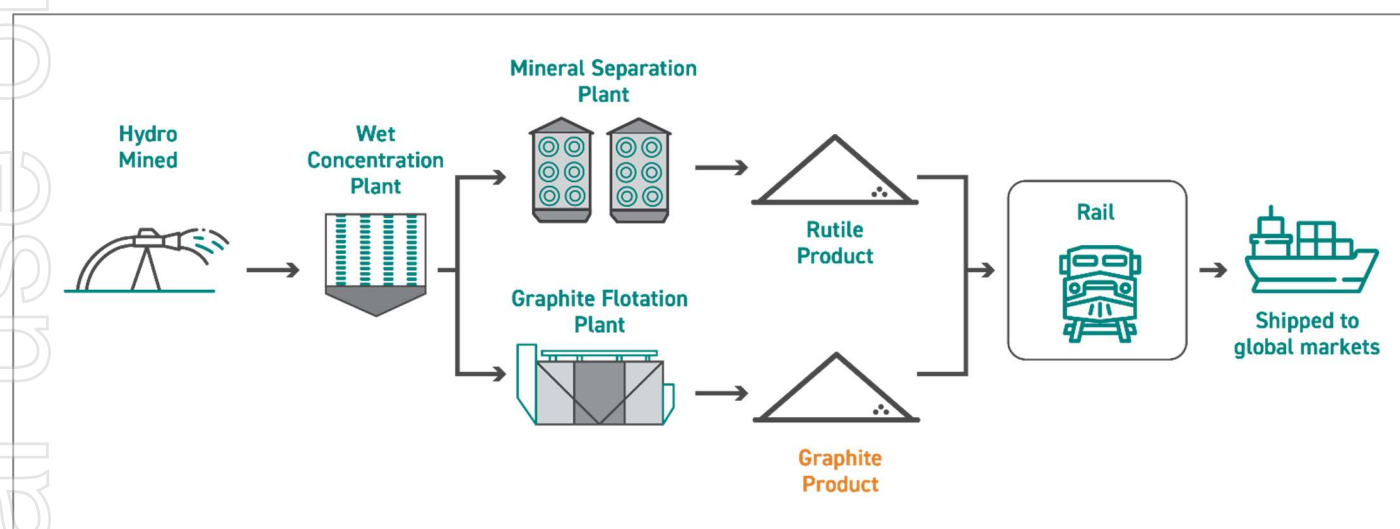 Hydro
Mined
Wet
Concentration
Plant
Mineral Separation
Plant
Rutile
Product
Graphite Flotation
Plant
Graphite
Product
Rail
Shipped to
global markets